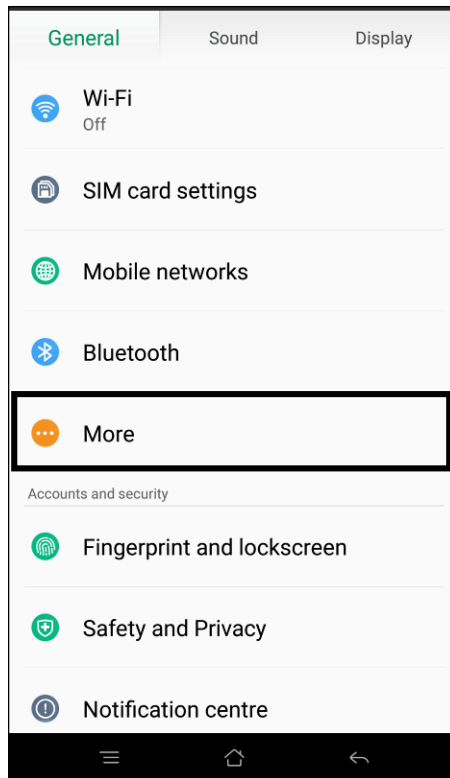 General Sound Display
Wi-Fi
Off
SIM card settings
Mobile networks
Bluetooth
More
Accounts and security
Fingerprint and lockscreen
Safety and Privacy
Notification centre